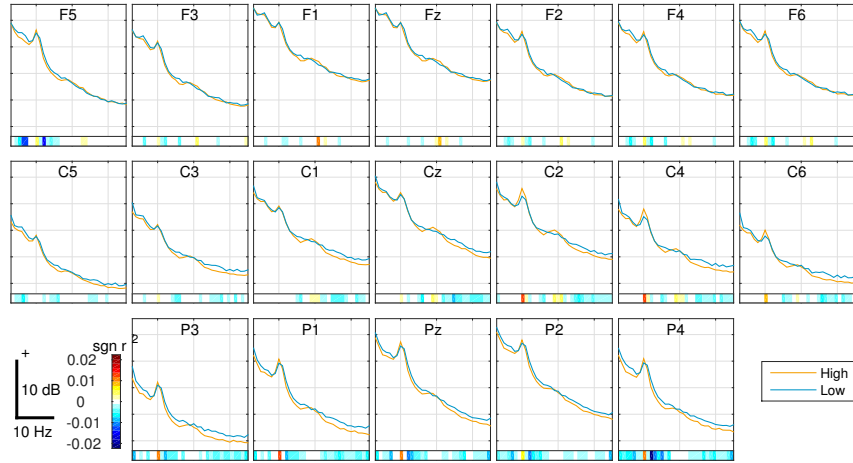 F5 F3 F1 Fz F2 F4 F6
C5 C3 C1 Cz C2 C4 C6
P3 P1 Pz P2 P4
+
10 dB
10 Hz
sgn r2
0.02
0.01
0
-0.01
-0.02
High
Low